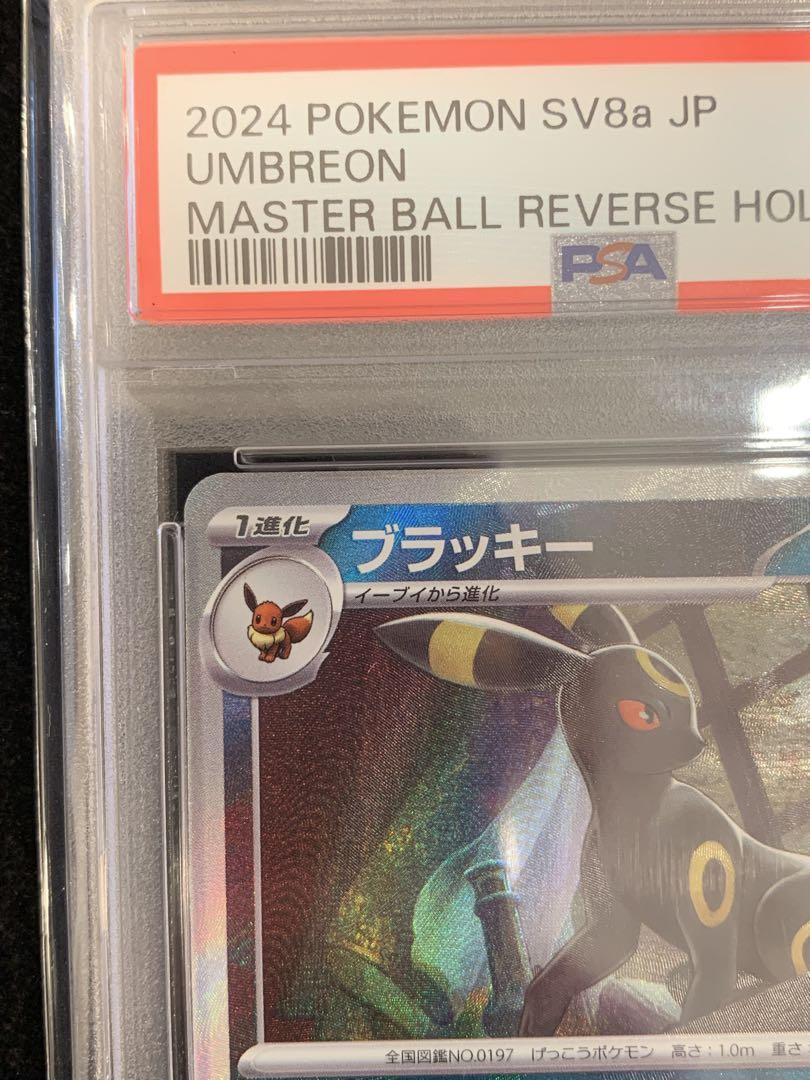 2024 POKEMON SV8a JP
UMBREON
MASTER BALL REVERSE HOL
PSA
1進化
ブラッキー
イーブイから進化
全国図鑑NO.0197 げっこうポケモン 高さ:1.0m 重さ: